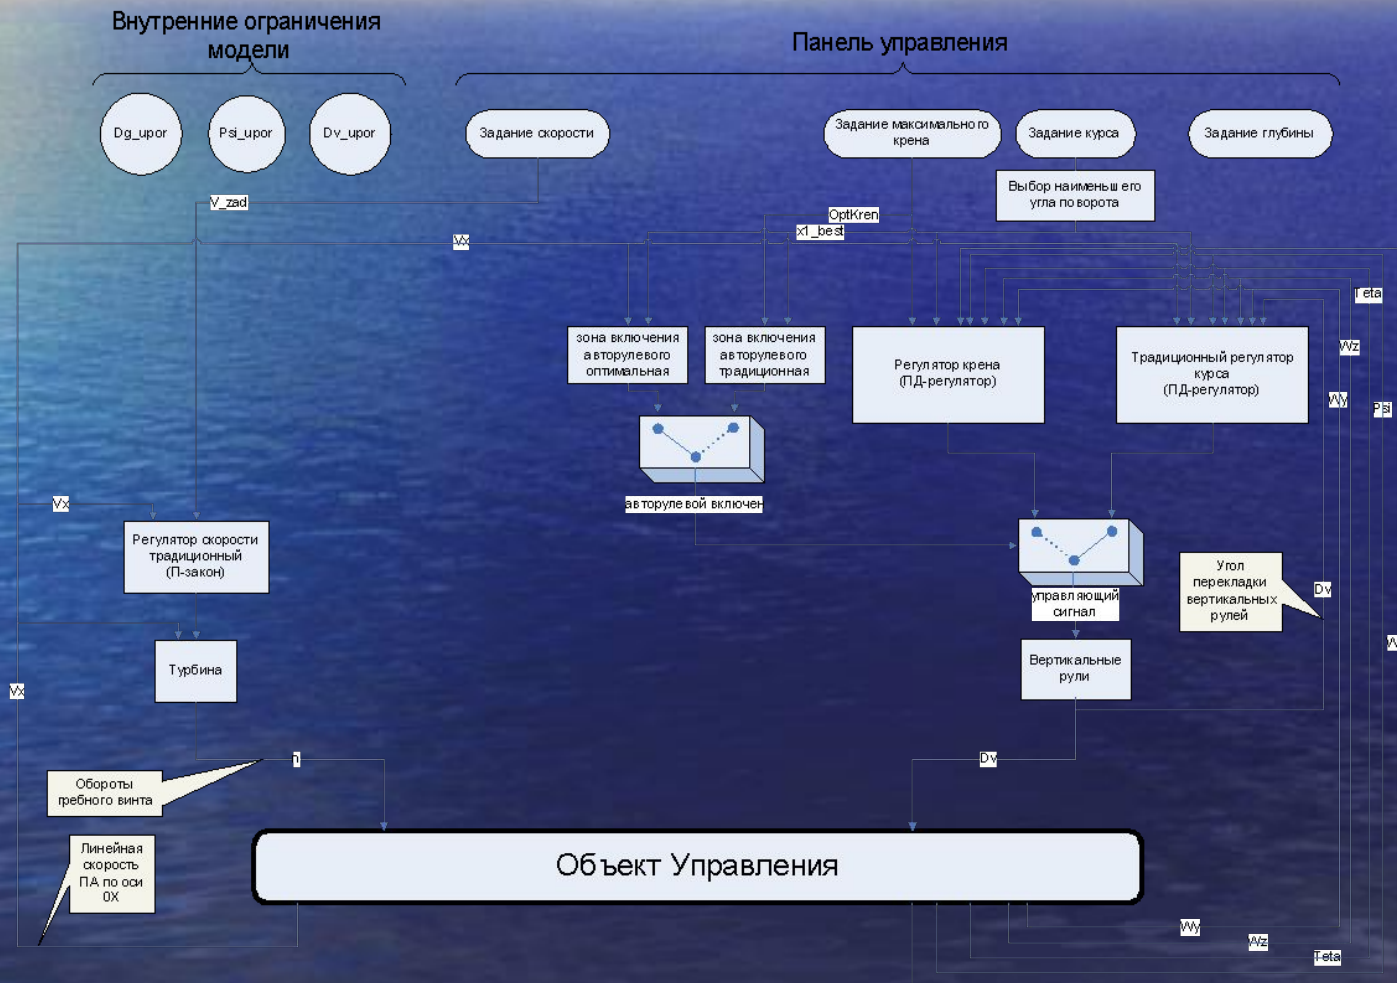 Внутренние ограничения
модели
Панель управления
Dg_upor
Psi_upor
Dv_upor
Задание скорости
Задание максимального
крена
Задание курса
Задание глубины
Выбор наименьшего
угла поворота
V_zad
OptKren
x1_best
Vx
Teta
зона включения
авторулевого
оптимальная
зона включения
авторулевого
традиционная
Регулятор крена
(ПД-регулятор)
Традиционный регулятор
курса
(ПД-регулятор)
Wz
Wy
Psi
авторулевой включен
Vx
Регулятор скорости
традиционный
(П-закон)
Угол
перекладки
вертикальных
рулей
Dv
управляющий
сигнал
Турбина
Вертикальные
рули
Vx
n
Dv
Обороты
гребного винта
Линейная
скорость
ПА по оси
0X
Объект Управления
Wy
Wz
Teta